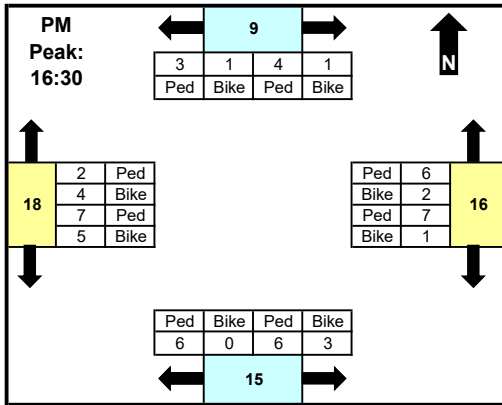 PM
Peak:
16:30
9
N
3 1 4 1
Ped Bike Ped Bike
18
2 Ped
4 Bike
7 Ped
5 Bike
Ped 6
Bike 2
Ped 7
Bike 1
16
Ped Bike Ped Bike
6 0 6 3
15